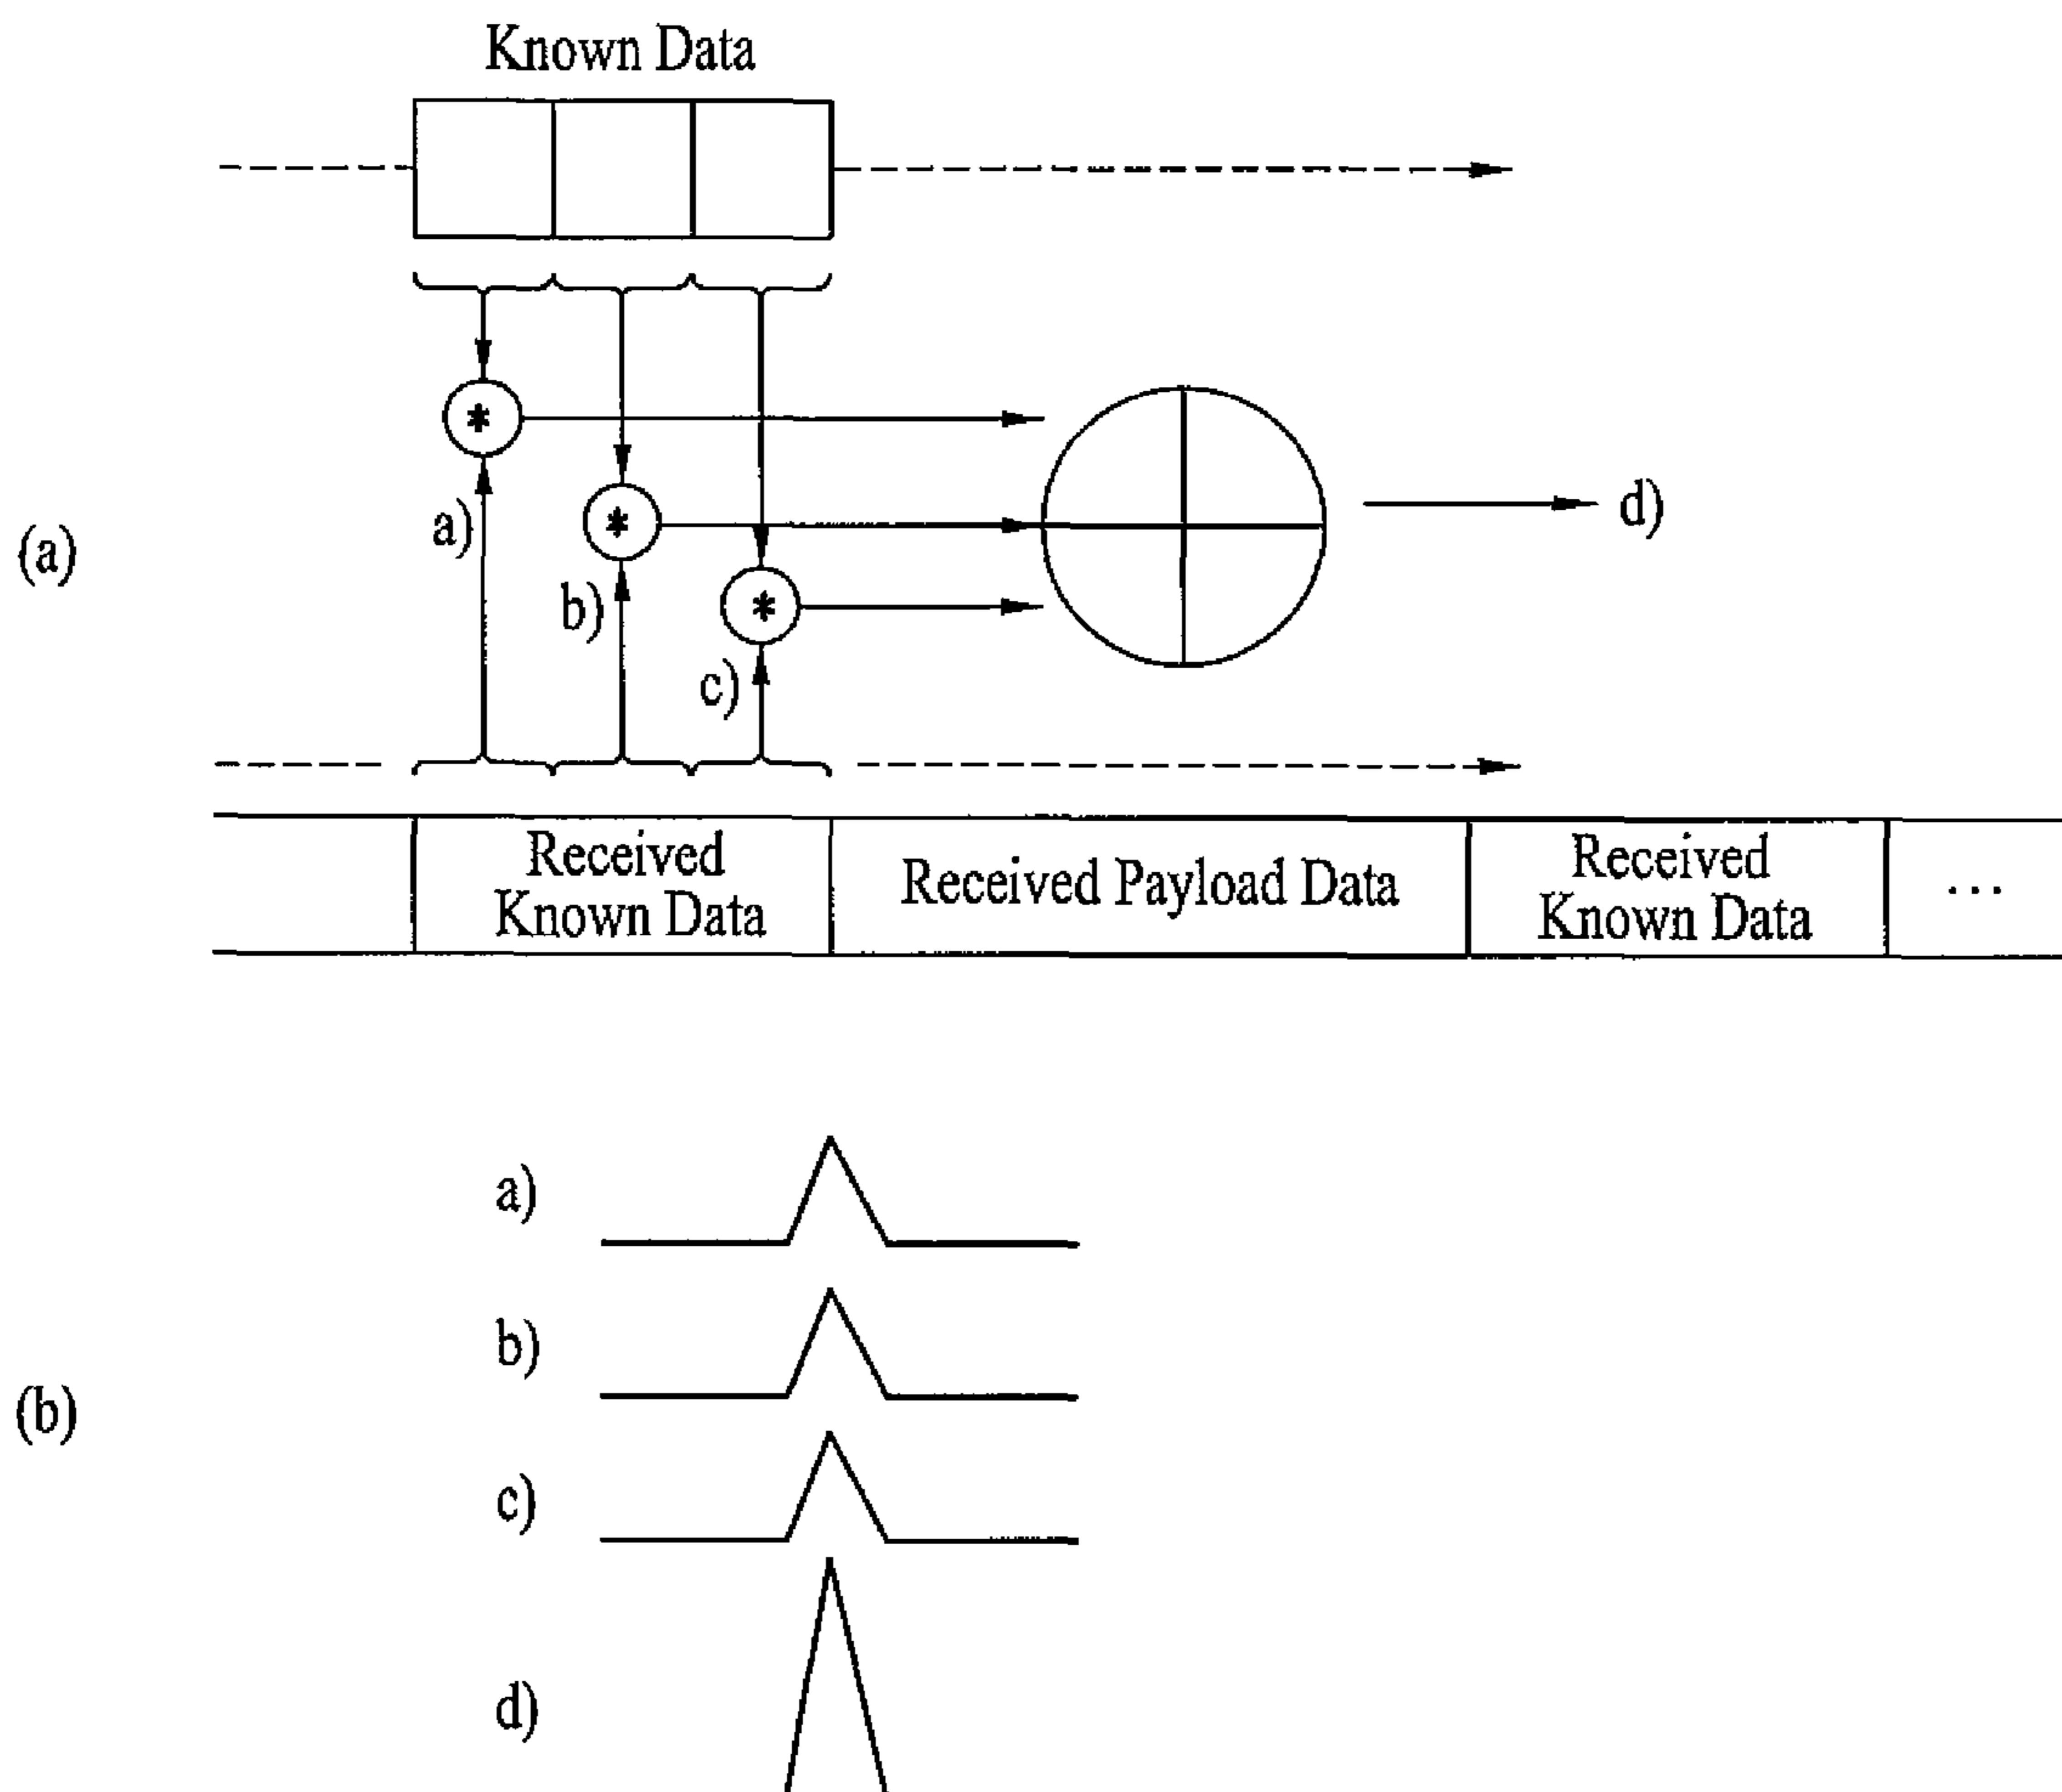 Known Data
*
a)
*
b)
*
c)
d)
(a)
Received
Known Data
Received Payload Data
Received
Known Data
...
a)
b)
(b)
c)
d)